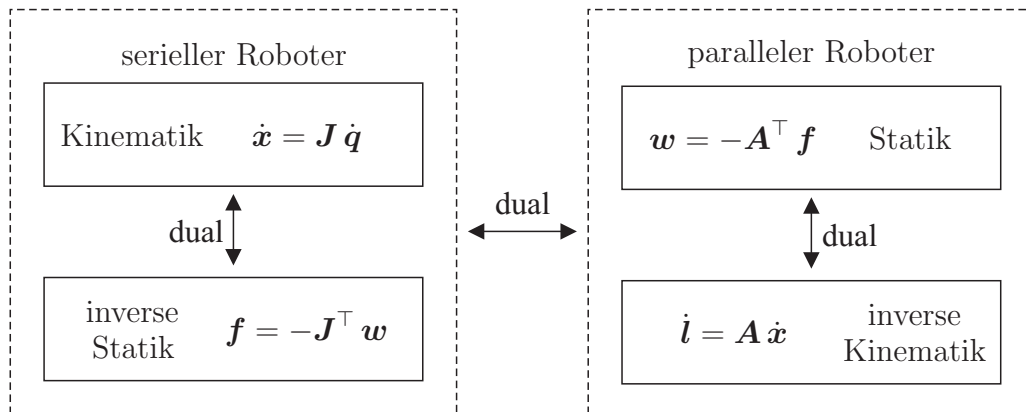 serieller Roboter
Kinematik ẋ = J q̇
dual
inverse
Statik f = −J⊤ w
dual
paralleler Roboter
w = −A⊤ f Statik
dual
l̇ = A ẋ inverse
Kinematik